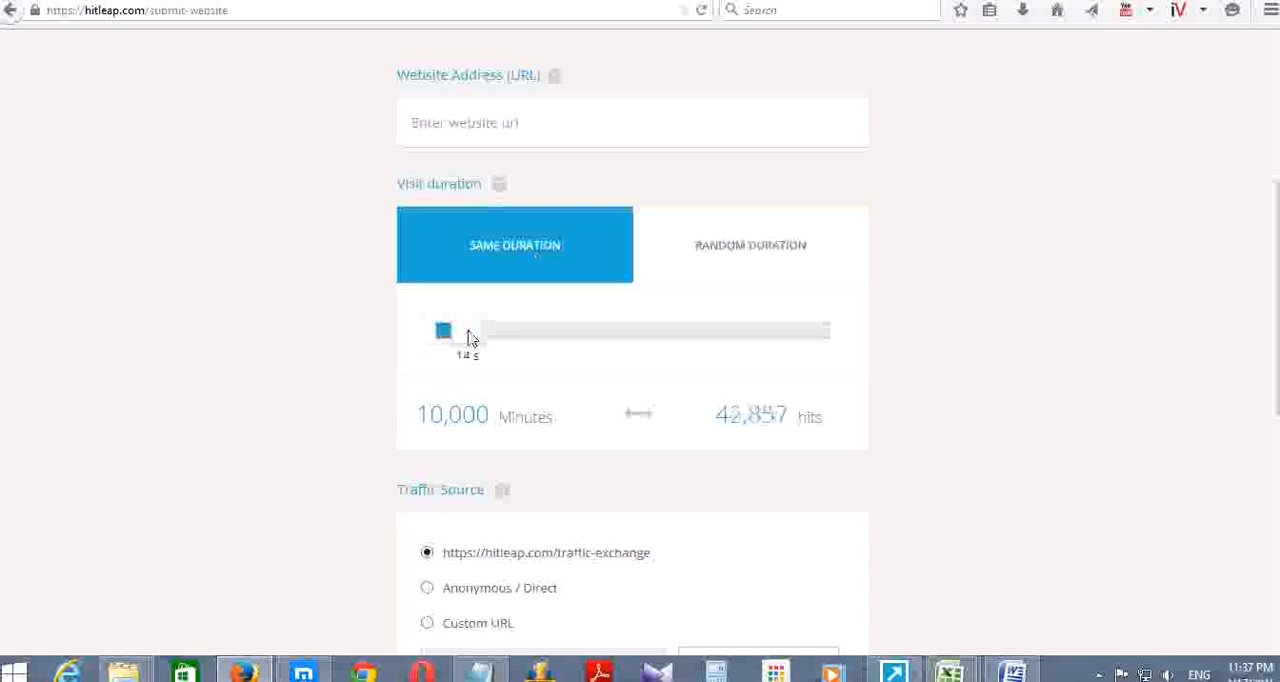 https://hitleap.com/submit-website
Search
Website Address (URL)
Enter website url
Visit duration
SAME DURATION
RANDOM DURATION
14 s
10,000 Minutes
42,857 hits
Traffic Source
https://hitleap.com/traffic-exchange
Anonymous / Direct
Custom URL
ENG
11:37 PM